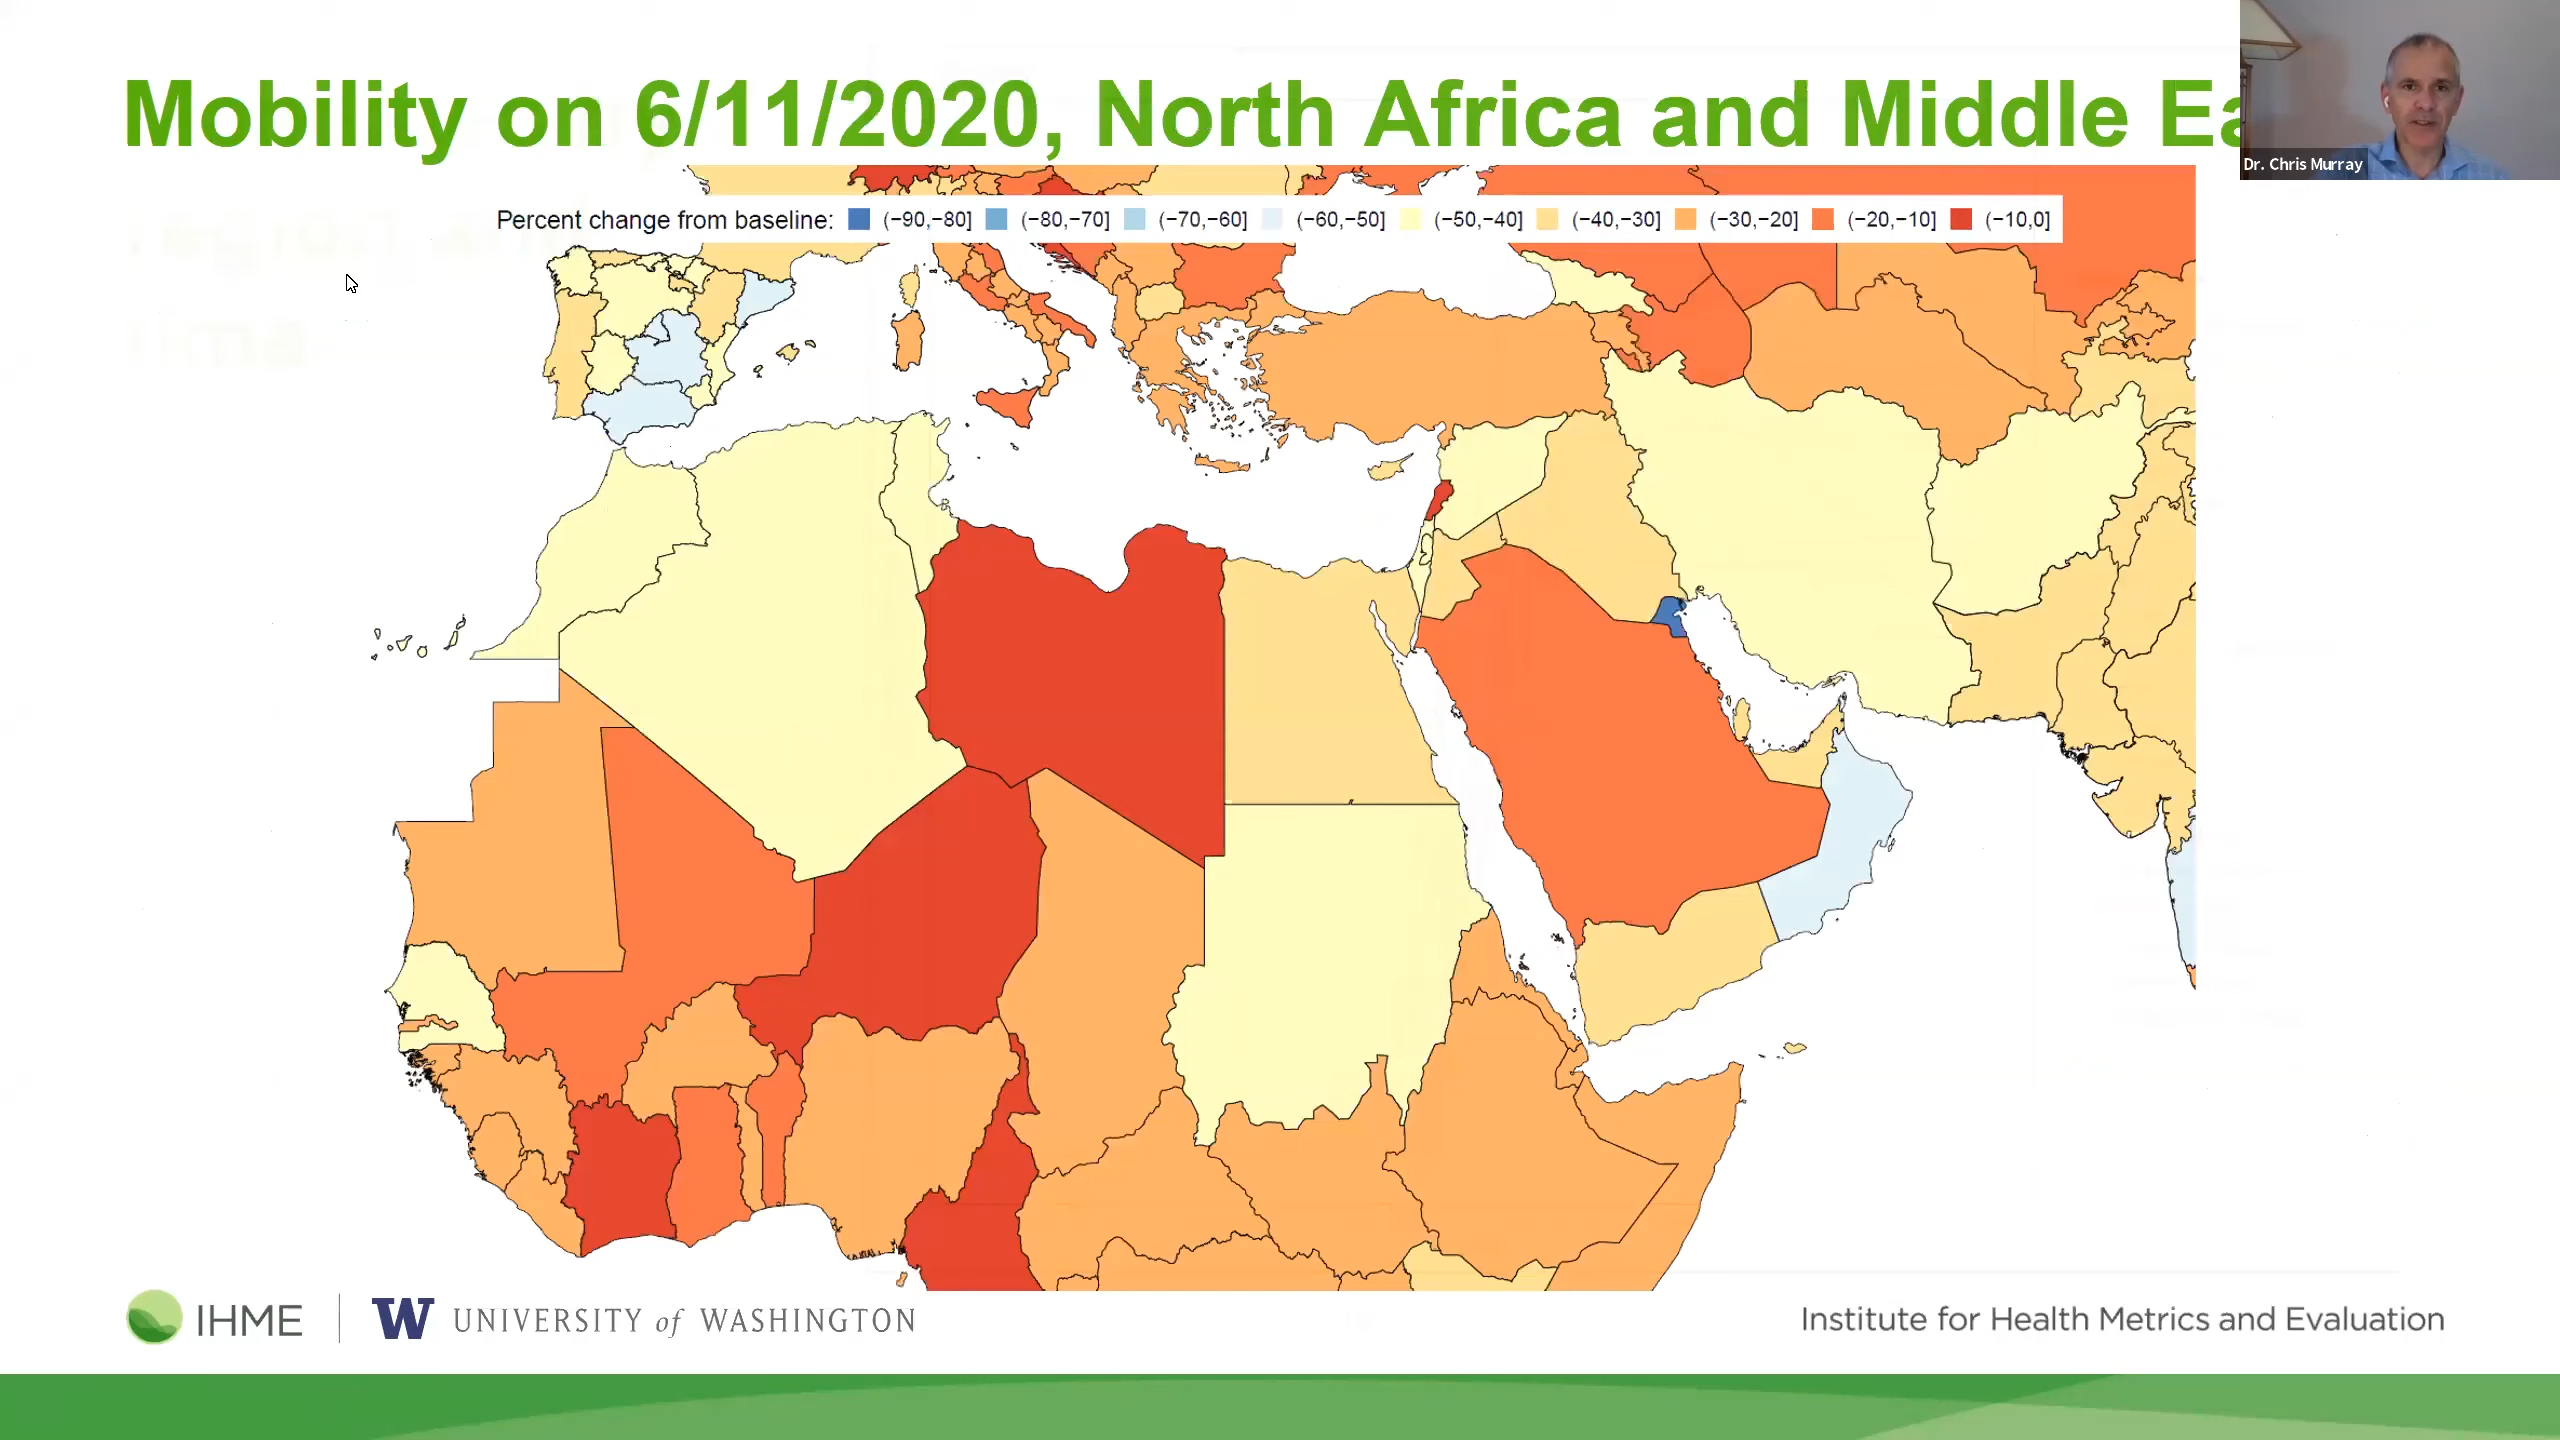 Mobility on 6/11/2020, North Africa and Middle Ea
Dr. Chris Murray
Percent change from baseline: (−90,−80] (−80,−70] (−70,−60] (−60,−50] (−50,−40] (−40,−30] (−30,−20] (−20,−10] (−10,0]
IHME W UNIVERSITY of WASHINGTON Institute for Health Metrics and Evaluation